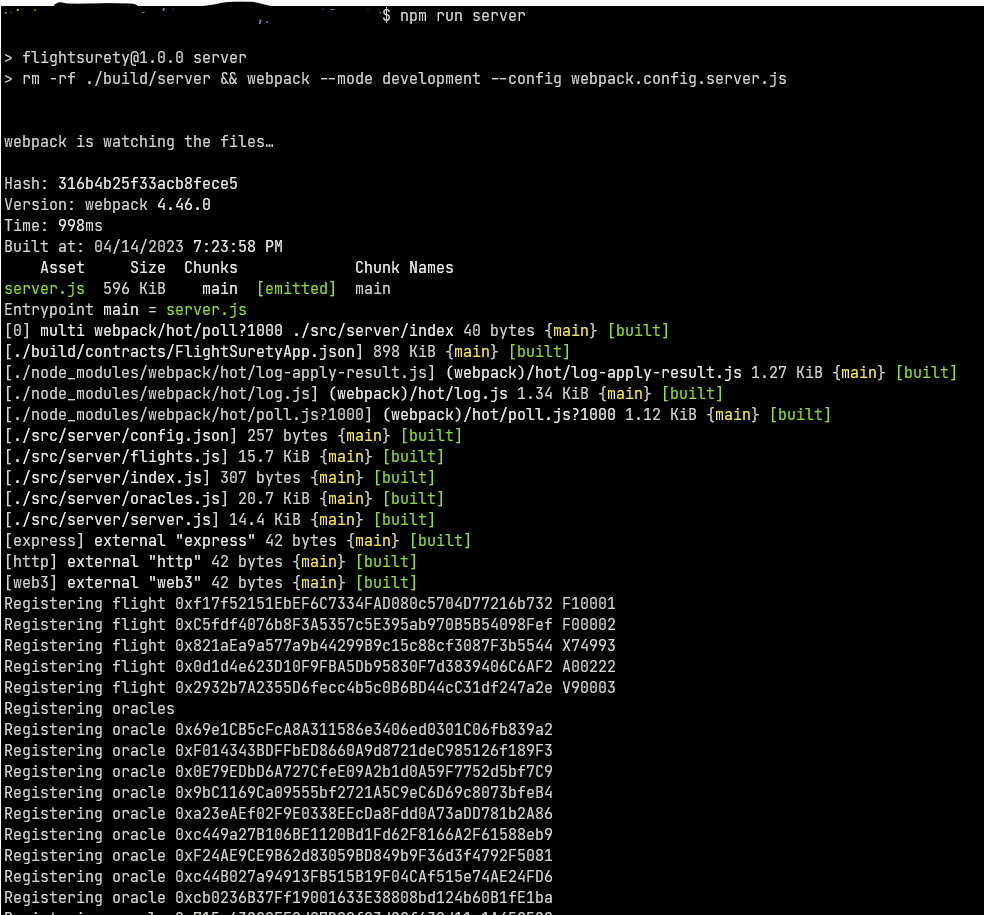 $ npm run server
> flightsurety@1.0.0 server
> rm -rf ./build/server && webpack --mode development --config webpack.config.server.js
webpack is watching the files…
Hash: 316b4b25f33acb8fece5
Version: webpack 4.46.0
Time: 998ms
Built at: 04/14/2023 7:23:58 PM
Asset Size Chunks Chunk Names
server.js 596 KiB main [emitted] main
Entrypoint main = server.js
[0] multi webpack/hot/poll?1000 ./src/server/index 40 bytes {main} [built]
[./build/contracts/FlightSuretyApp.json] 898 KiB {main} [built]
[./node_modules/webpack/hot/log-apply-result.js] (webpack)/hot/log-apply-result.js 1.27 KiB {main} [built]
[./node_modules/webpack/hot/log.js] (webpack)/hot/log.js 1.34 KiB {main} [built]
[./node_modules/webpack/hot/poll.js?1000] (webpack)/hot/poll.js?1000 1.12 KiB {main} [built]
[./src/server/config.json] 257 bytes {main} [built]
[./src/server/flights.js] 15.7 KiB {main} [built]
[./src/server/index.js] 307 bytes {main} [built]
[./src/server/oracles.js] 20.7 KiB {main} [built]
[./src/server/server.js] 14.4 KiB {main} [built]
[express] external "express" 42 bytes {main} [built]
[http] external "http" 42 bytes {main} [built]
[web3] external "web3" 42 bytes {main} [built]
Registering flight 0xf17f52151EbEF6C7334FAD080c5704D77216b732 F10001
Registering flight 0xC5fdf4076b8F3A5357c5E395ab970B5B54098Fef F00002
Registering flight 0x821aEa9a577a9b44299B9c15c88cf3087F3b5544 X74993
Registering flight 0x0d1d4e623D10F9FBA5Db95830F7d3839406C6AF2 A00222
Registering flight 0x2932b7A2355D6fecc4b5c0B6BD44cC31df247a2e V90003
Registering oracles
Registering oracle 0x69e1CB5cFcA8A311586e3406ed0301C06fb839a2
Registering oracle 0xF014343BDFFbED8660A9d8721deC985126f189F3
Registering oracle 0x0E79EDbD6A727CfeE09A2b1d0A59F7752d5bf7C9
Registering oracle 0x9bC1169Ca09555bf2721A5C9eC6D69c8073bfeB4
Registering oracle 0xa23eAEf02F9E0338EEcDa8Fdd0A73aDD781b2A86
Registering oracle 0xc449a27B106BE1120Bd1Fd62F8166A2F61588eb9
Registering oracle 0xF24AE9CE9B62d83059BD849b9F36d3f4792F5081
Registering oracle 0xc44B027a94913FB515B19F04CAf515e74AE24FD6
Registering oracle 0xcb0236B37Ff19001633E38808bd124b60B1fE1ba
Registering oracle